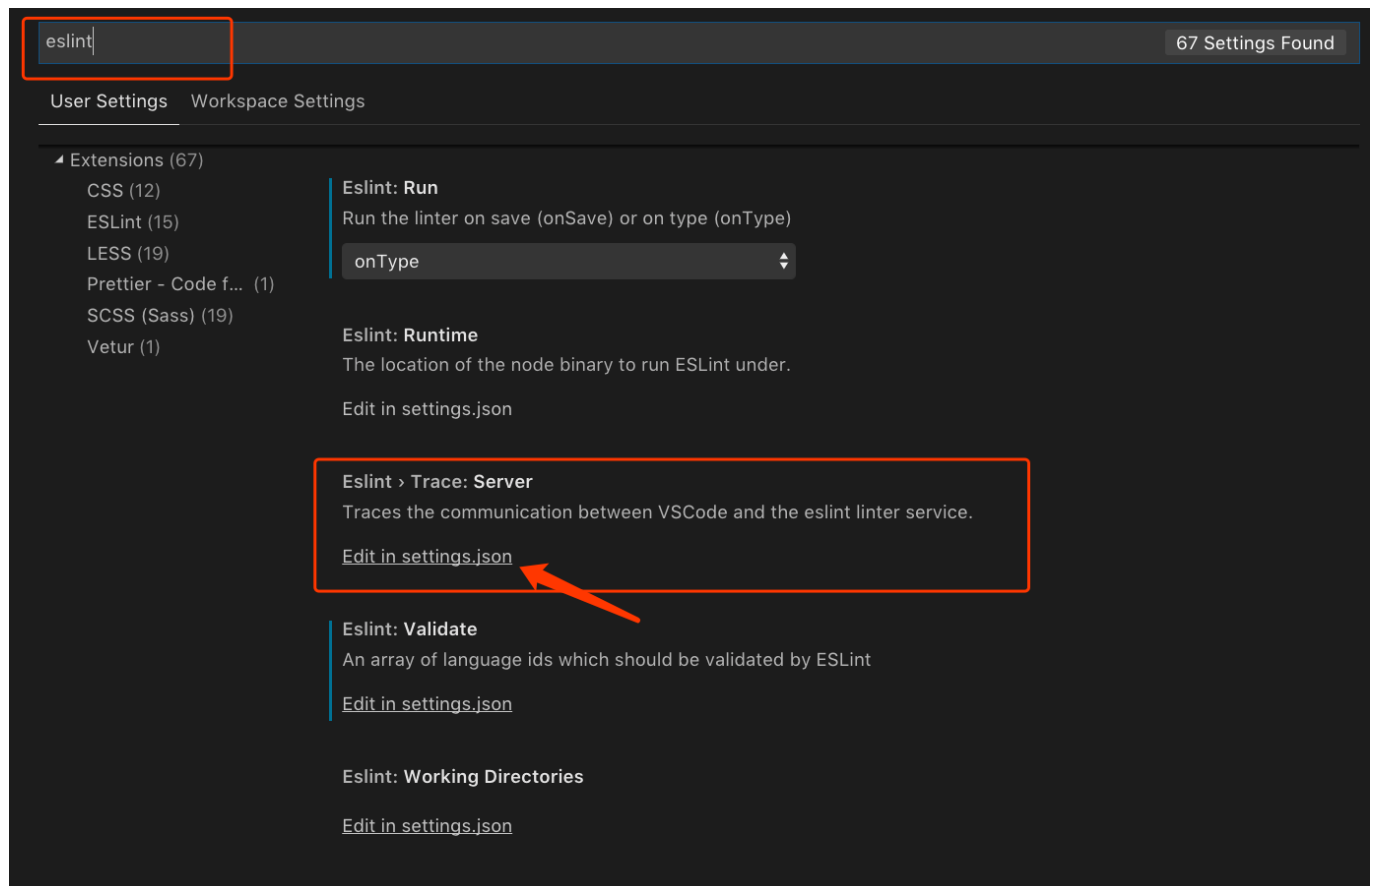 eslint
67 Settings Found
User Settings Workspace Settings
Extensions (67)
CSS (12)
ESLint (15)
LESS (19)
Prettier - Code f... (1)
SCSS (Sass) (19)
Vetur (1)
Eslint: Run
Run the linter on save (onSave) or on type (onType)
onType
Eslint: Runtime
The location of the node binary to run ESLint under.
Edit in settings.json
Eslint › Trace: Server
Traces the communication between VSCode and the eslint linter service.
Edit in settings.json
Eslint: Validate
An array of language ids which should be validated by ESLint
Edit in settings.json
Eslint: Working Directories
Edit in settings.json